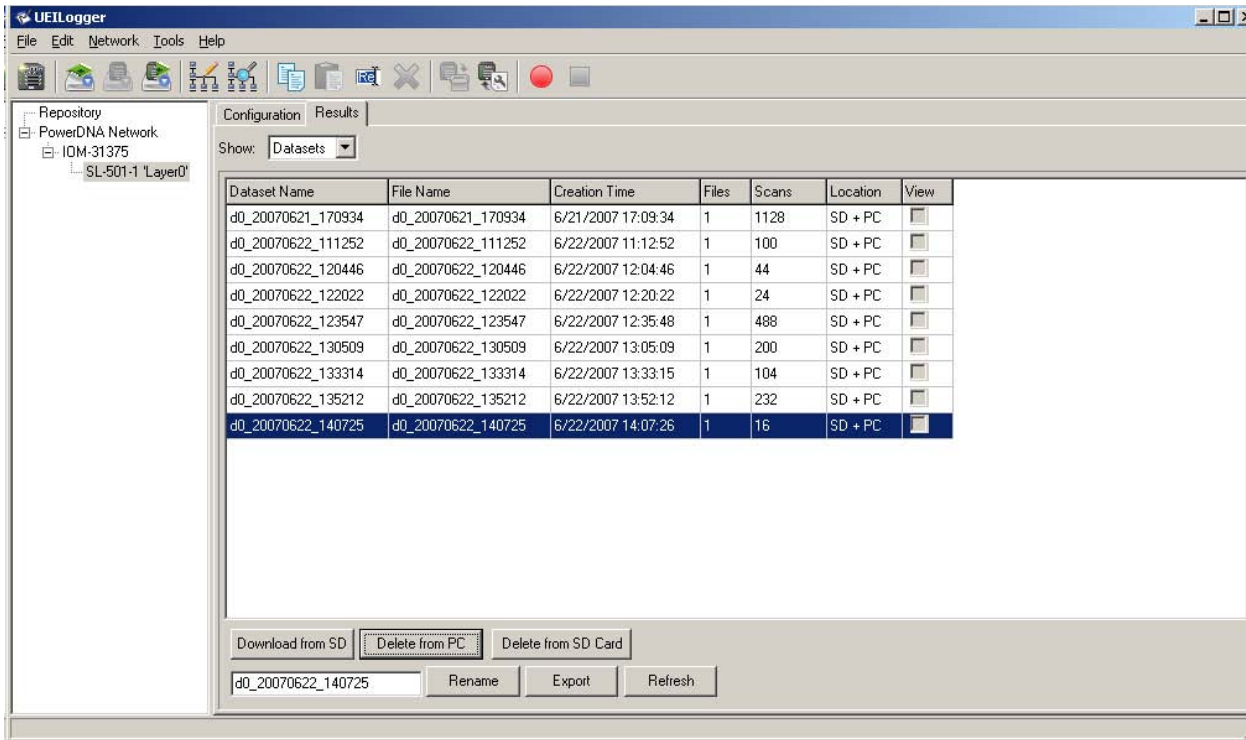 UEILogger
File Edit Network Tools Help
Repository
PowerDNA Network
IOM-31375
SL-501-1 'Layer0'
Configuration Results
Show: Datasets
Dataset Name File Name Creation Time Files Scans Location View
d0_20070621_170934 d0_20070621_170934 6/21/2007 17:09:34 1 1128 SD + PC
d0_20070622_111252 d0_20070622_111252 6/22/2007 11:12:52 1 100 SD + PC
d0_20070622_120446 d0_20070622_120446 6/22/2007 12:04:46 1 44 SD + PC
d0_20070622_122022 d0_20070622_122022 6/22/2007 12:20:22 1 24 SD + PC
d0_20070622_123547 d0_20070622_123547 6/22/2007 12:35:48 1 488 SD + PC
d0_20070622_130509 d0_20070622_130509 6/22/2007 13:05:09 1 200 SD + PC
d0_20070622_133314 d0_20070622_133314 6/22/2007 13:33:15 1 104 SD + PC
d0_20070622_135212 d0_20070622_135212 6/22/2007 13:52:12 1 232 SD + PC
d0_20070622_140725 d0_20070622_140725 6/22/2007 14:07:26 1 16 SD + PC
Download from SD Delete from PC Delete from SD Card
d0_20070622_140725 Rename Export Refresh